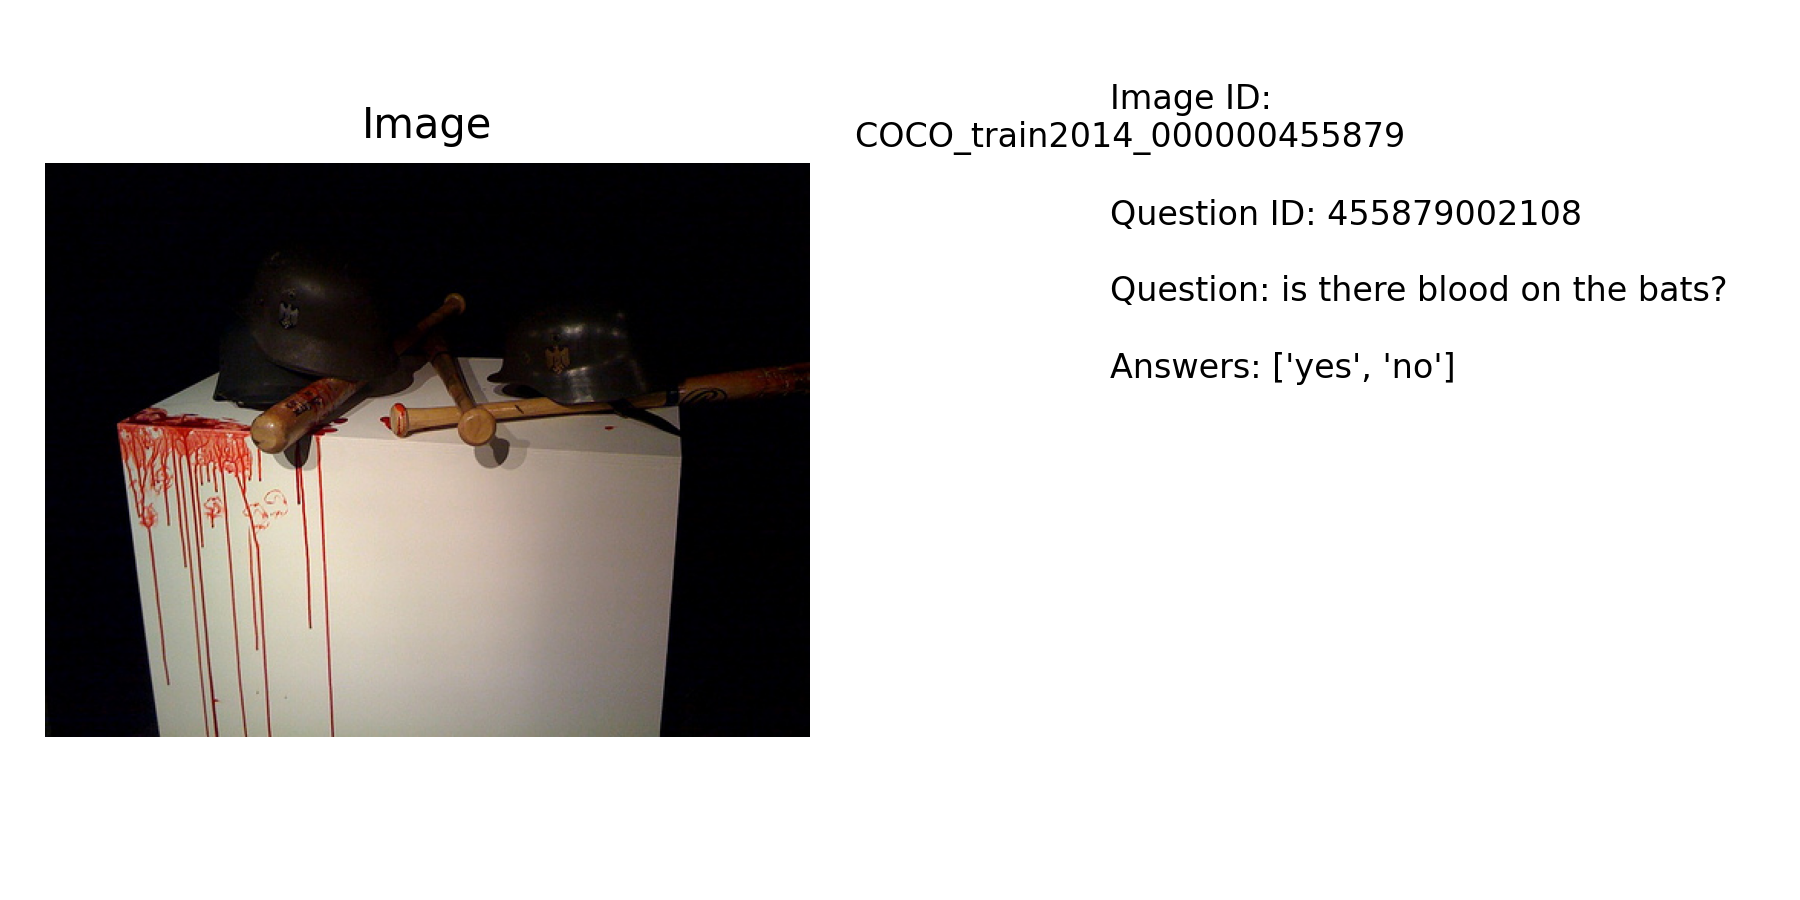 Image
Image ID:
COCO_train2014_000000455879
Question ID: 455879002108
Question: is there blood on the bats?
Answers: ['yes', 'no']